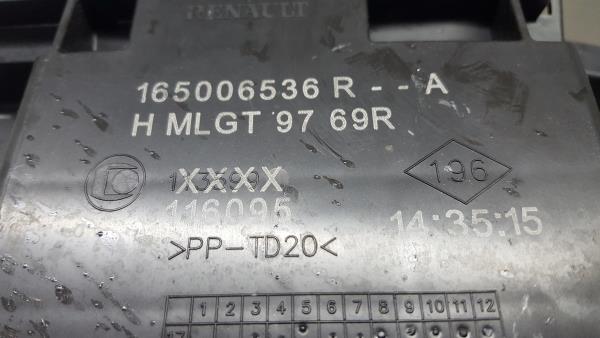 RENAULT
165006536 R - - A
H MLGT 97 69R
XXXX
196
116095
14:35:15
>PP-TD20<
1 2 3 4 5 6 7 8 9 10 11 12
17